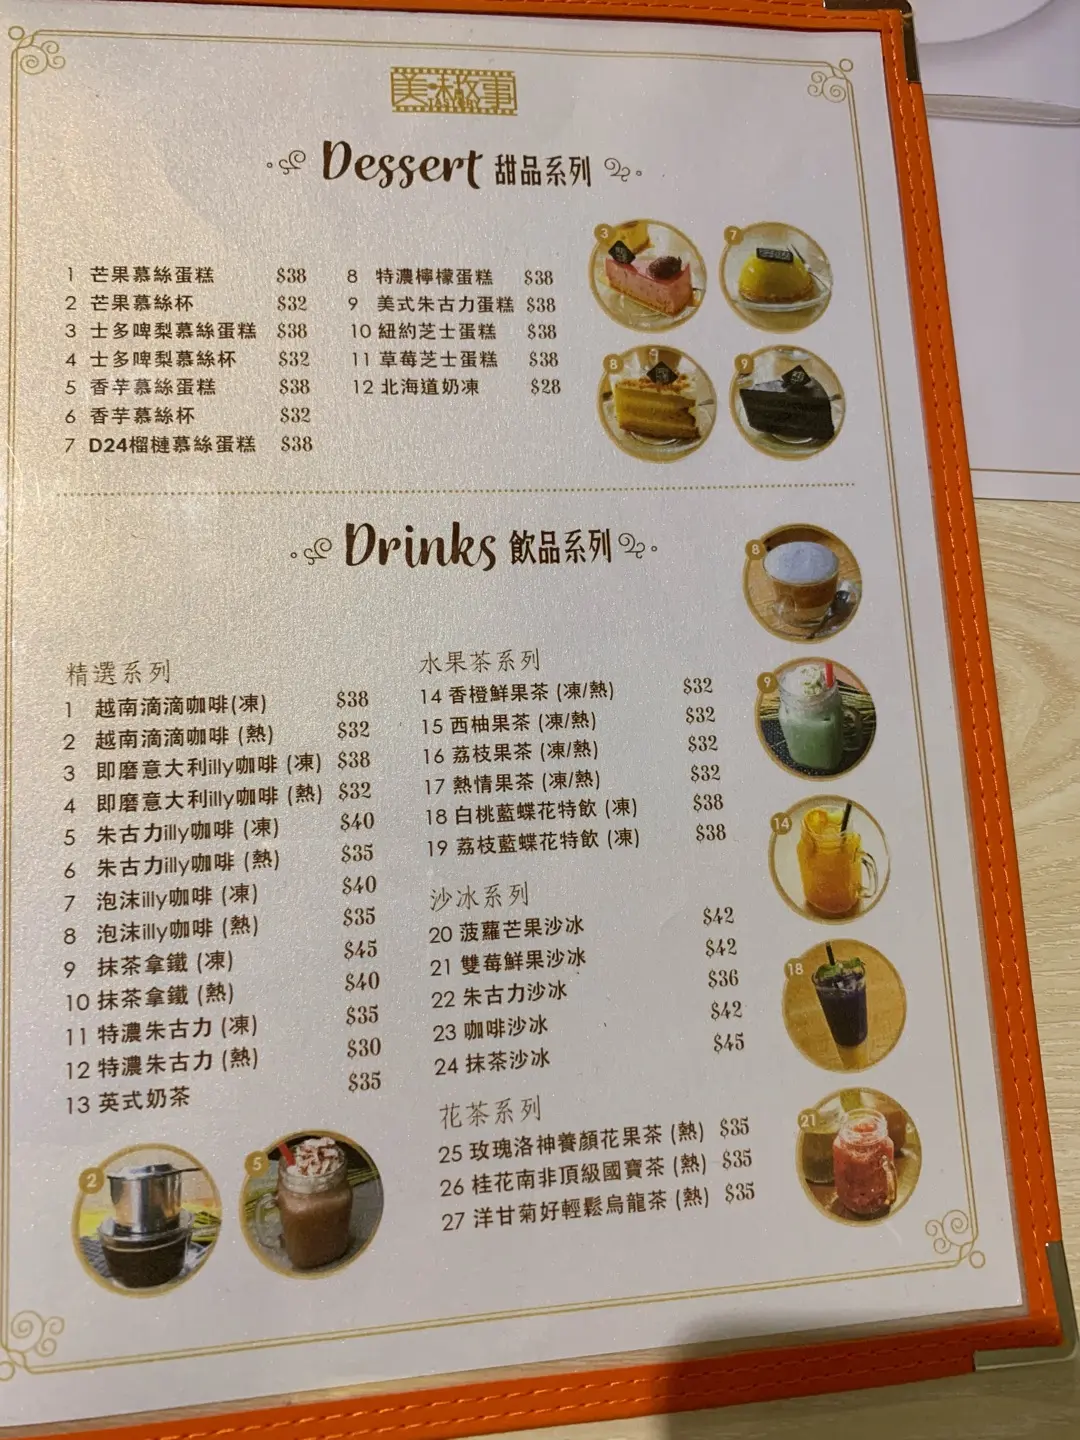 美味故事
Dessert 甜品系列
1 芒果慕絲蛋糕 $38
2 芒果慕絲杯 $32
3 士多啤梨慕絲蛋糕 $38
4 士多啤梨慕絲杯 $32
5 香芋慕絲蛋糕 $38
6 香芋慕絲杯 $32
7 D24榴槤慕絲蛋糕 $38
8 特濃檸檬蛋糕 $38
9 美式朱古力蛋糕 $38
10 紐約芝士蛋糕 $38
11 草莓芝士蛋糕 $38
12 北海道奶凍 $28
3
7
8
9
Drinks 飲品系列
精選系列
1 越南滴滴咖啡(凍) $38
2 越南滴滴咖啡 (熱) $32
3 即磨意大利illy咖啡 (凍) $38
4 即磨意大利illy咖啡 (熱) $32
5 朱古力illy咖啡 (凍) $40
6 朱古力illy咖啡 (熱) $35
7 泡沫illy咖啡 (凍) $40
8 泡沫illy咖啡 (熱) $35
9 抹茶拿鐵 (凍) $45
10 抹茶拿鐵 (熱) $40
11 特濃朱古力 (凍) $35
12 特濃朱古力 (熱) $30
13 英式奶茶 $35
2
5
水果茶系列
14 香橙鮮果茶 (凍/熱) $32
15 西柚果茶 (凍/熱) $32
16 荔枝果茶 (凍/熱) $32
17 熱情果茶 (凍/熱) $32
18 白桃藍蝶花特飲 (凍) $38
19 荔枝藍蝶花特飲 (凍) $38
沙冰系列
20 菠蘿芒果沙冰 $42
21 雙莓鮮果沙冰 $42
22 朱古力沙冰 $36
23 咖啡沙冰 $42
24 抹茶沙冰 $45
花茶系列
25 玫瑰洛神養顏花果茶 (熱) $35
26 桂花南非頂級國寶茶 (熱) $35
27 洋甘菊好輕鬆烏龍茶 (熱) $35
8
9
14
18
21